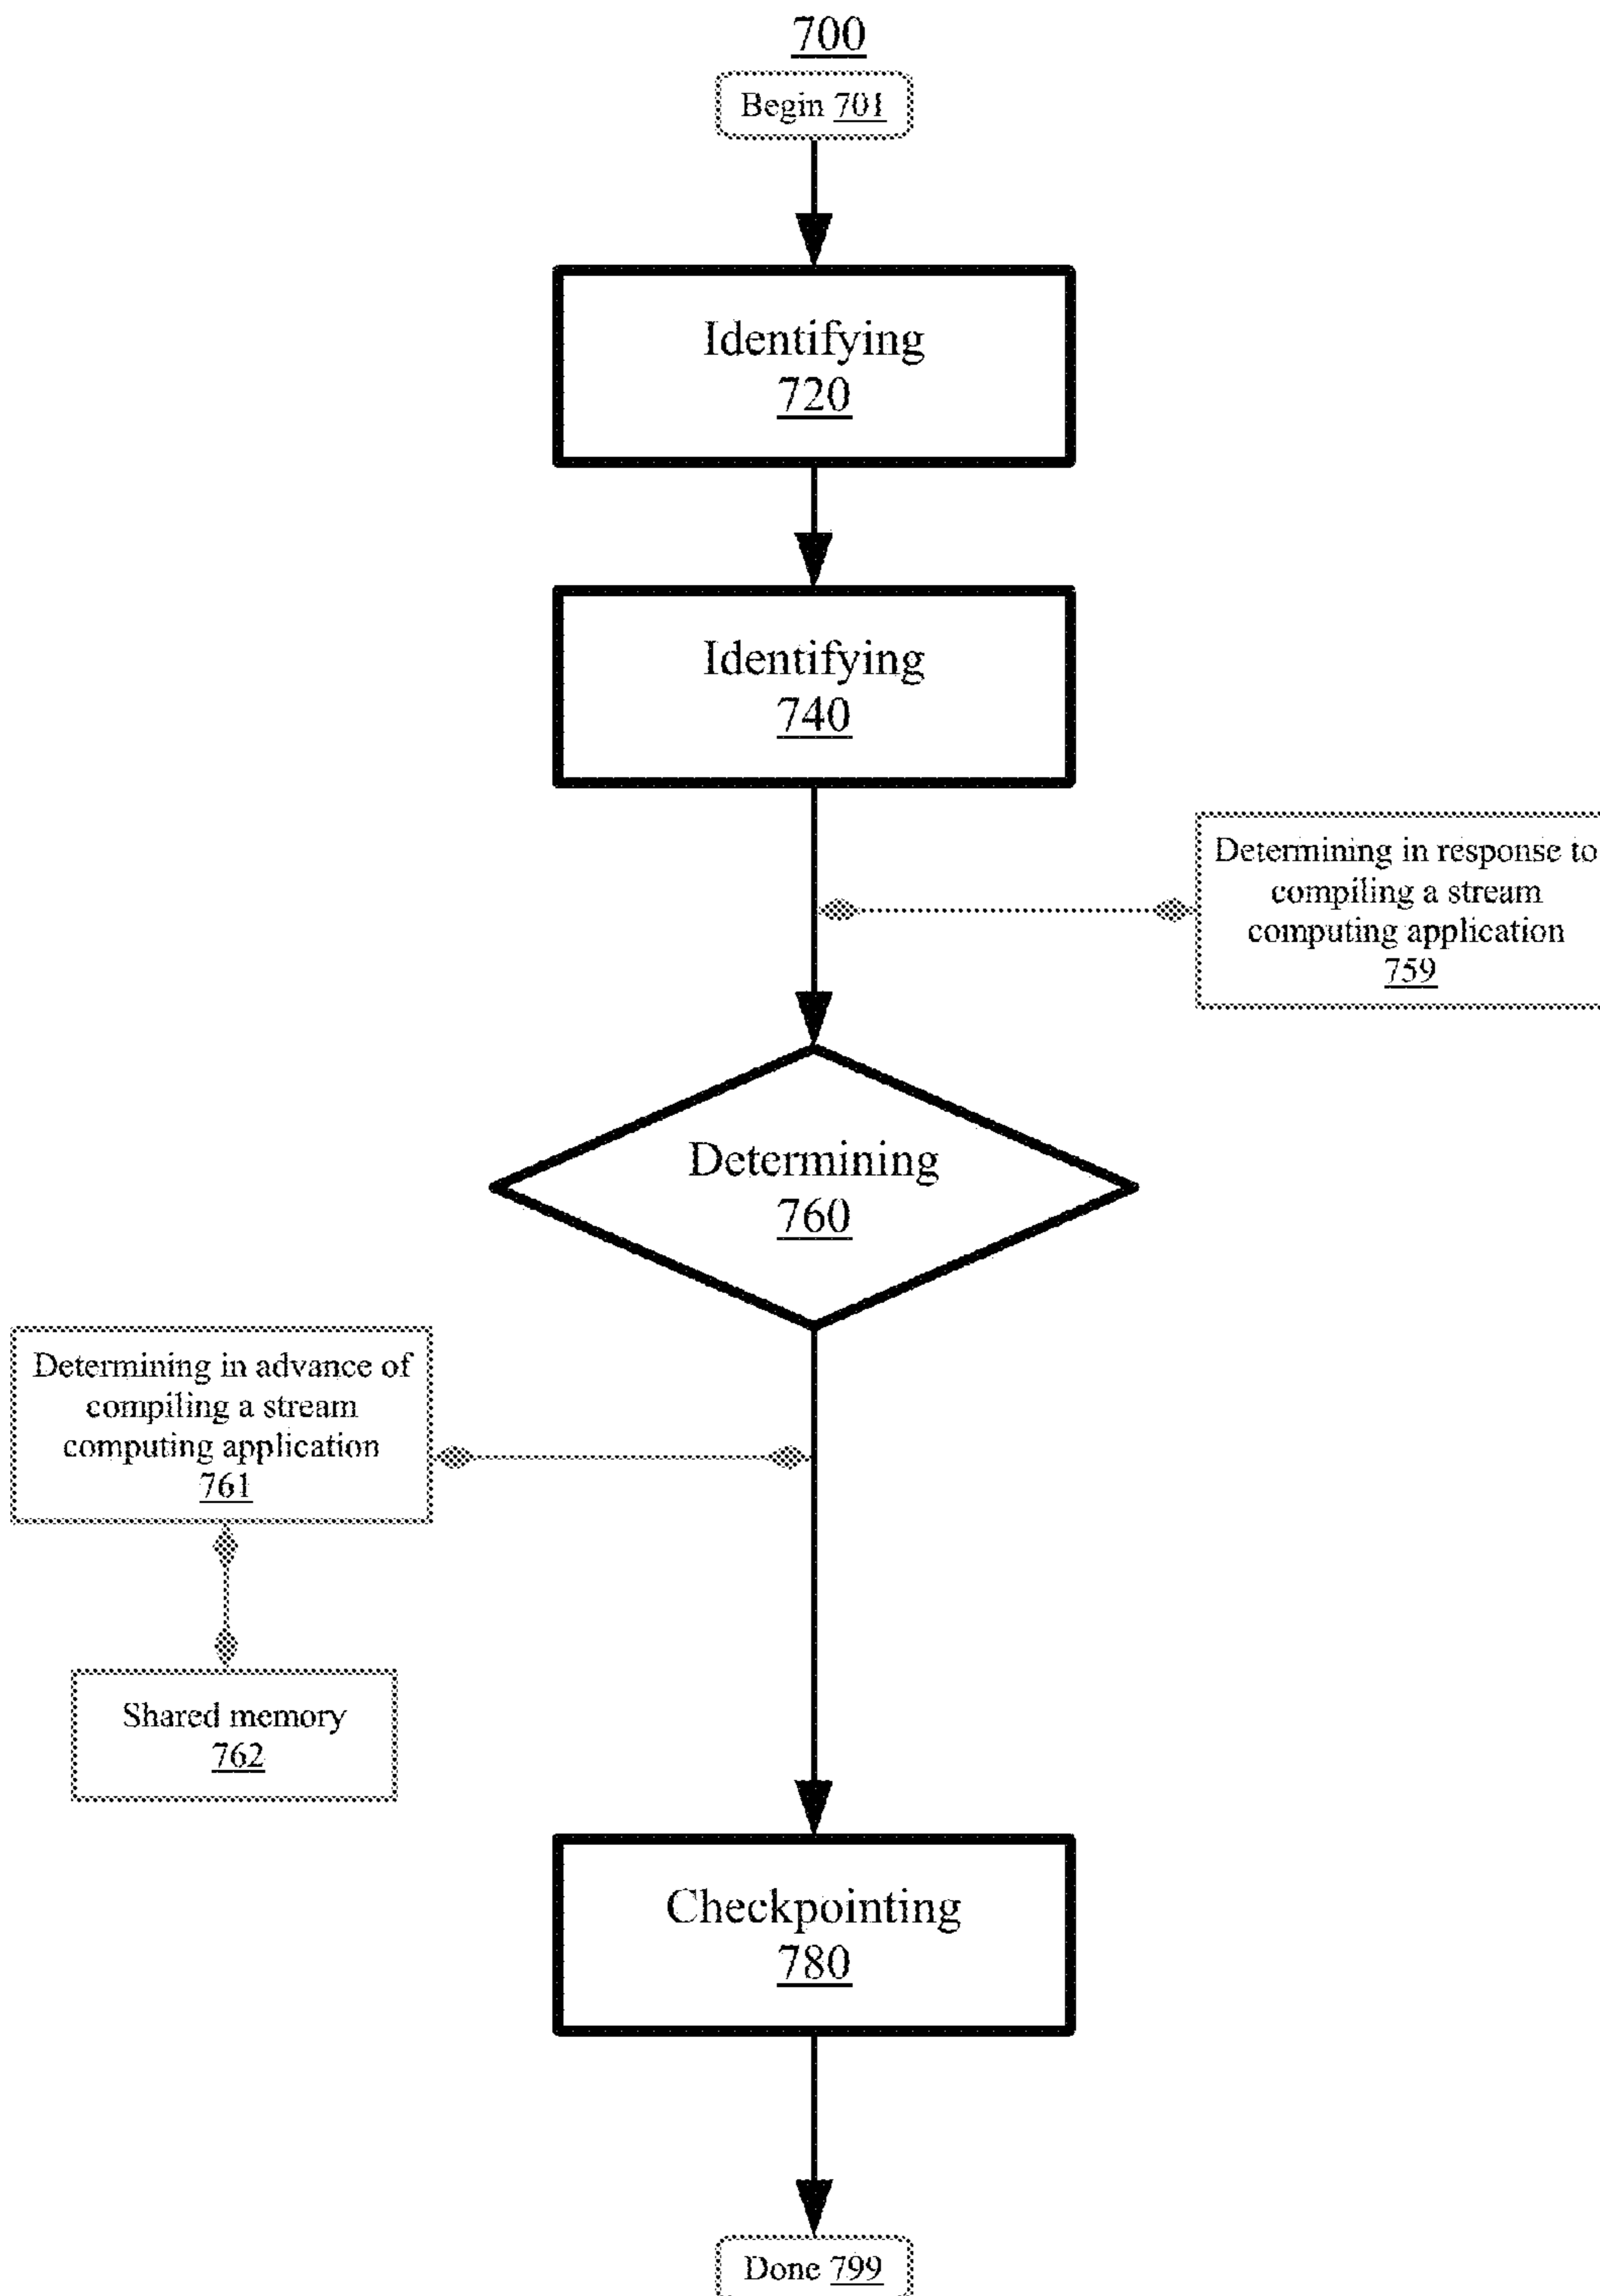 700
Begin 701
Identifying
720
Identifying
740
Determining in response to
compiling a stream
computing application
759
Determining
760
Determining in advance of
compiling a stream
computing application
761
Shared memory
762
Checkpointing
780
Done 799